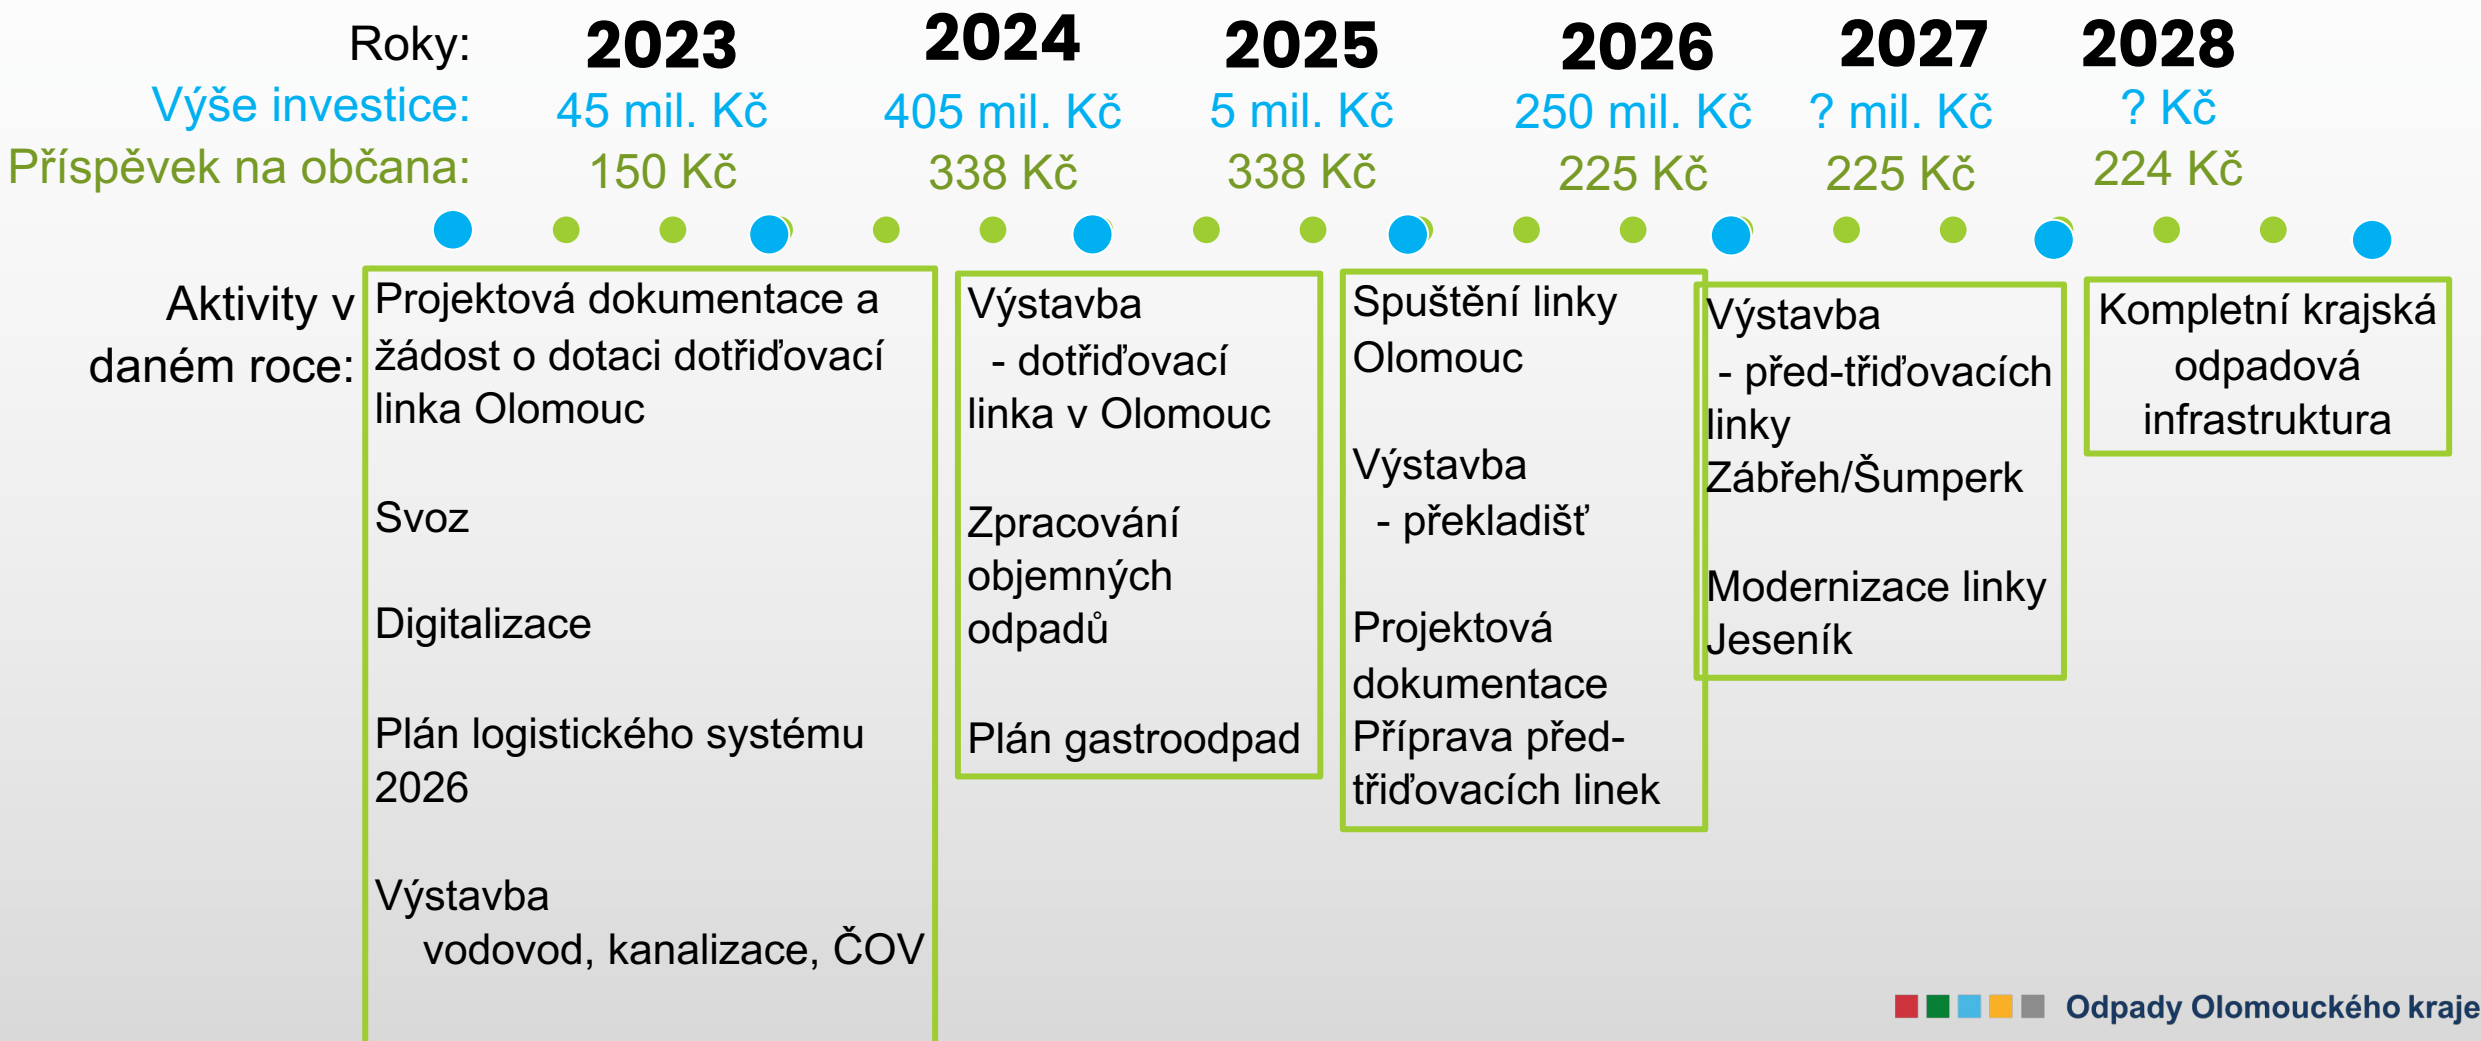 Roky: 2023 2024 2025 2026 2027 2028
Výše investice: 45 mil. Kč 405 mil. Kč 5 mil. Kč 250 mil. Kč ? mil. Kč ? Kč
Příspěvek na občana: 150 Kč 338 Kč 338 Kč 225 Kč 225 Kč 224 Kč
Aktivity v
daném roce:
Projektová dokumentace a
žádost o dotaci dotřiďovací
linka Olomouc
Svoz
Digitalizace
Plán logistického systému
2026
Výstavba
vodovod, kanalizace, ČOV
Výstavba
- dotřiďovací
linka v Olomouc
Zpracování
objemných
odpadů
Plán gastroodpad
Spuštění linky
Olomouc
Výstavba
- překladišť
Projektová
dokumentace
Příprava před-
třiďovacích linek
Výstavba
- před-třiďovacích
linky
Zábřeh/Šumperk
Modernizace linky
Jeseník
Kompletní krajská
odpadová
infrastruktura
Odpady Olomouckého kraje